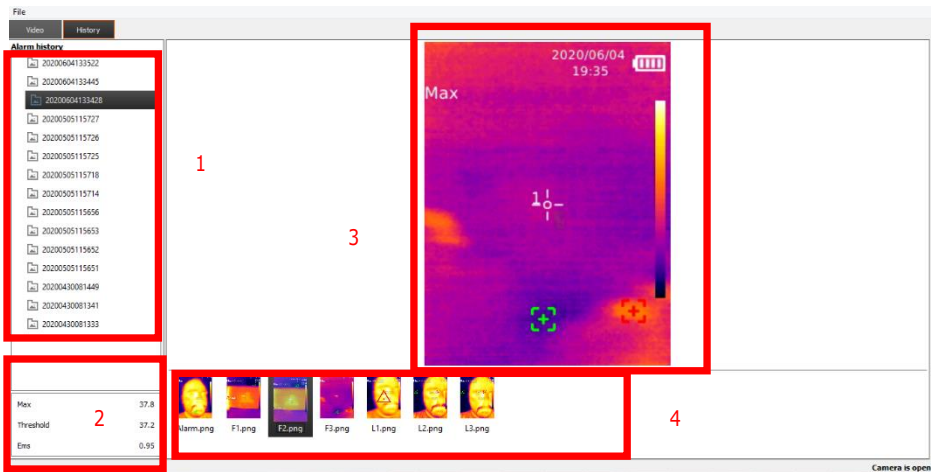 File
Video History
Alarm history
20200604133522
20200604133445
20200604133428
20200505115727
20200505115726
20200505115725
20200505115718
20200505115714
20200505115656
20200505115653
20200505115652
20200505115651
20200430081449
20200430081341
20200430081333
1
2020/06/04
19:35
Max
1
3
Max 37.8
Threshold 37.2
Ems 0.95
2
Alarm.png F1.png F2.png F3.png L1.png L2.png L3.png
4
Camera is open